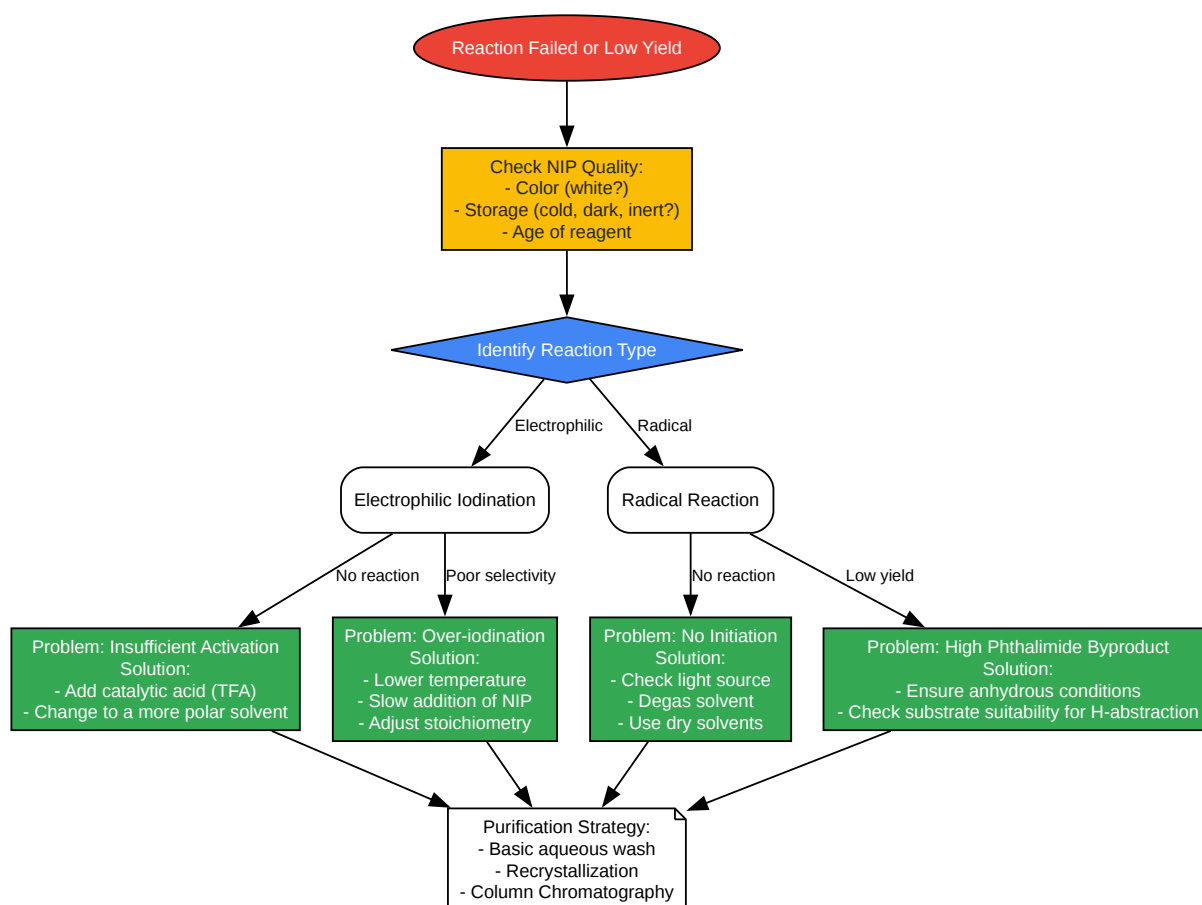 Reaction Failed or Low Yield
Check NIP Quality:
- Color (white?)
- Storage (cold, dark, inert?)
- Age of reagent
Identify Reaction Type
Electrophilic
Radical
Electrophilic Iodination
Radical Reaction
No reaction
Poor selectivity
No reaction
Low yield
Problem: Insufficient Activation
Solution:
- Add catalytic acid (TFA)
- Change to a more polar solvent
Problem: Over-iodination
Solution:
- Lower temperature
- Slow addition of NIP
- Adjust stoichiometry
Problem: No Initiation
Solution:
- Check light source
- Degas solvent
- Use dry solvents
Problem: High Phthalimide Byproduct
Solution:
- Ensure anhydrous conditions
- Check substrate suitability for H-abstraction
Purification Strategy:
- Basic aqueous wash
- Recrystallization
- Column Chromatography